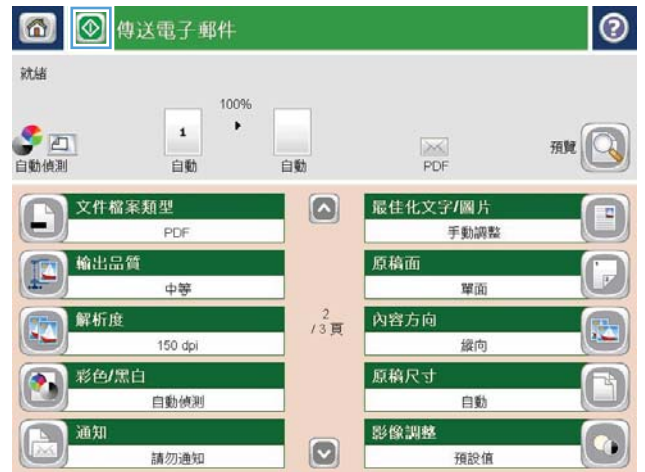 傳送電子郵件
?
就緒
100%
1
自動偵測
自動
自動
PDF
預覽
文件檔案類型
PDF
輸出品質
中等
解析度
150 dpi
彩色/黑白
自動偵測
通知
請勿通知
2
/ 3 頁
最佳化文字/圖片
手動調整
原稿面
單面
內容方向
縱向
原稿尺寸
自動
影像調整
預設值